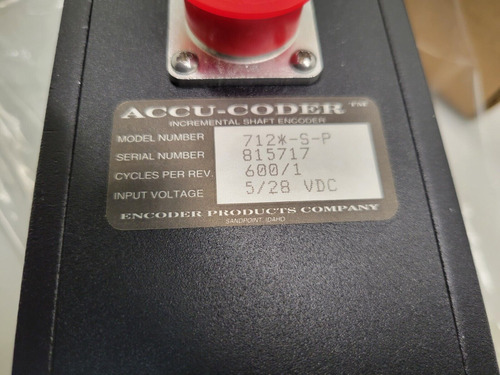 ACCU-CODER TM
INCREMENTAL SHAFT ENCODER
MODEL NUMBER 712*-S-P
SERIAL NUMBER 815717
CYCLES PER REV. 600/1
INPUT VOLTAGE 5/28 VDC
ENCODER PRODUCTS COMPANY
SANDPOINT, IDAHO